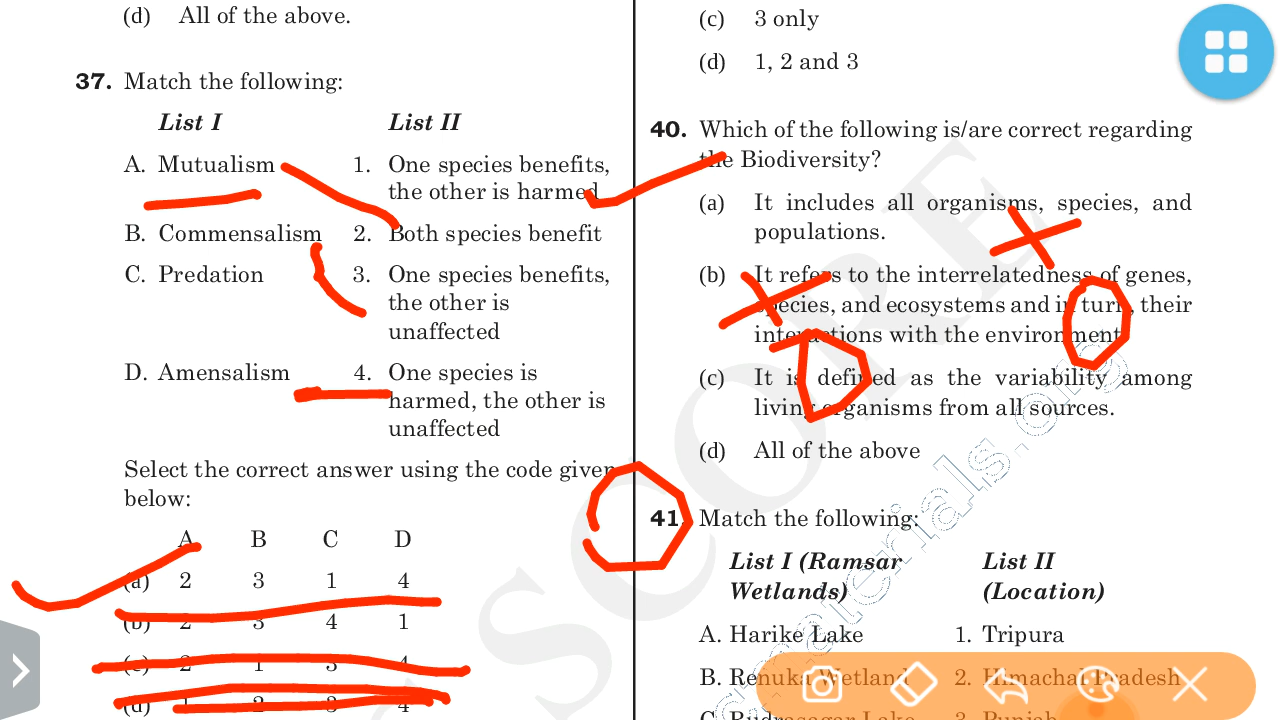 (d) All of the above.
37. Match the following:
List I List II
A. Mutualism 1. One species benefits,
the other is harmed
B. Commensalism 2. Both species benefit
C. Predation 3. One species benefits,
the other is
unaffected
D. Amensalism 4. One species is
harmed, the other is
unaffected
Select the correct answer using the code given
below:
A B C D
(a) 2 3 1 4
(b) 2 3 4 1
(c) 2 1 3 4
(d) 1 2 3 4
(c) 3 only
(d) 1, 2 and 3
40. Which of the following is/are correct regarding
the Biodiversity?
(a) It includes all organisms, species, and
populations.
(b) It refers to the interrelatedness of genes,
species, and ecosystems and in turn, their
interactions with the environment
(c) It is defined as the variability among
living organisms from all sources.
(d) All of the above
41. Match the following:
List I (Ramsar List II
Wetlands) (Location)
A. Harike Lake 1. Tripura
B. Renuka Wetland 2. Himachal Pradesh
C. Rudrasagar Lake 3. Punjab
SCORE